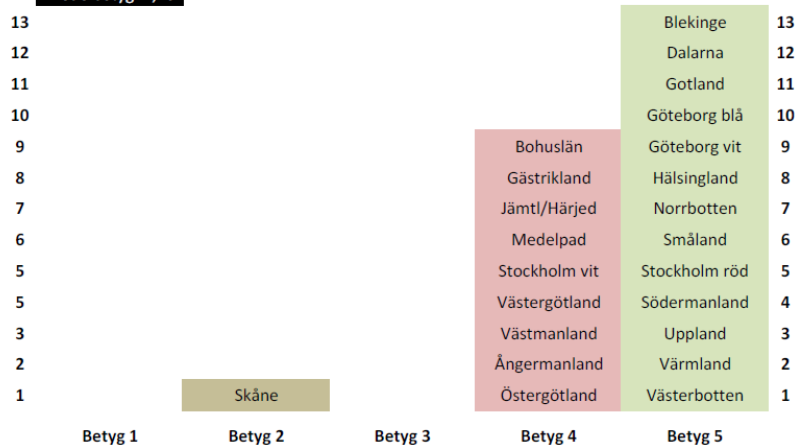 13 Blekinge 13
12 Dalarna 12
11 Gotland 11
10 Göteborg blå 10
9 Bohuslän Göteborg vit 9
8 Gästrikland Hälsingland 8
7 Jämtl/Härjed Norrbotten 7
6 Medelpad Småland 6
5 Stockholm vit Stockholm röd 5
5 Västergötland Södermanland 4
3 Västmanland Uppland 3
2 Ångermanland Värmland 2
1 Skåne Östergötland Västerbotten 1
Betyg 1 Betyg 2 Betyg 3 Betyg 4 Betyg 5